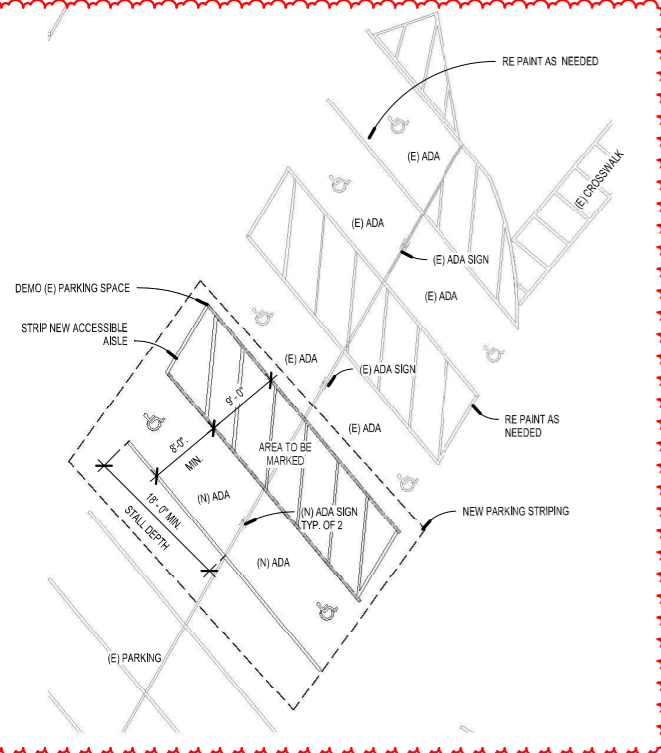 RE PAINT AS NEEDED
(E) ADA
(E) CROSSWALK
(E) ADA
(E) ADA SIGN
(E) ADA
DEMO (E) PARKING SPACE
STRIP NEW ACCESSIBLE
AISLE
(E) ADA
(E) ADA SIGN
9' - 0"
RE PAINT AS
NEEDED
(E) ADA
8'-0"
MIN.
AREA TO BE
MARKED
(N) ADA
18' - 0" MIN.
STALL DEPTH
(N) ADA SIGN
TYP. OF 2
NEW PARKING STRIPING
(N) ADA
(E) PARKING